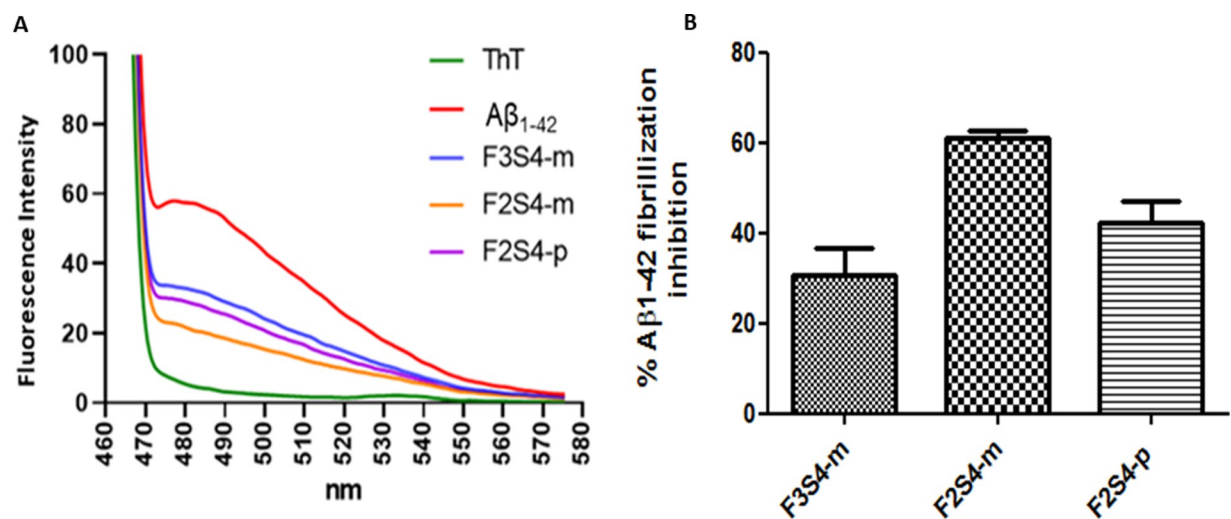 A
Fluorescence Intensity
100
80
60
40
20
0
460
470
480
490
500
510
520
530
540
550
560
570
580
nm
ThT
Aβ₁₋₄₂
F3S4-m
F2S4-m
F2S4-p
B
% Aβ1-42 fibrillization
inhibition
80
60
40
20
0
F3S4-m
F2S4-m
F2S4-p